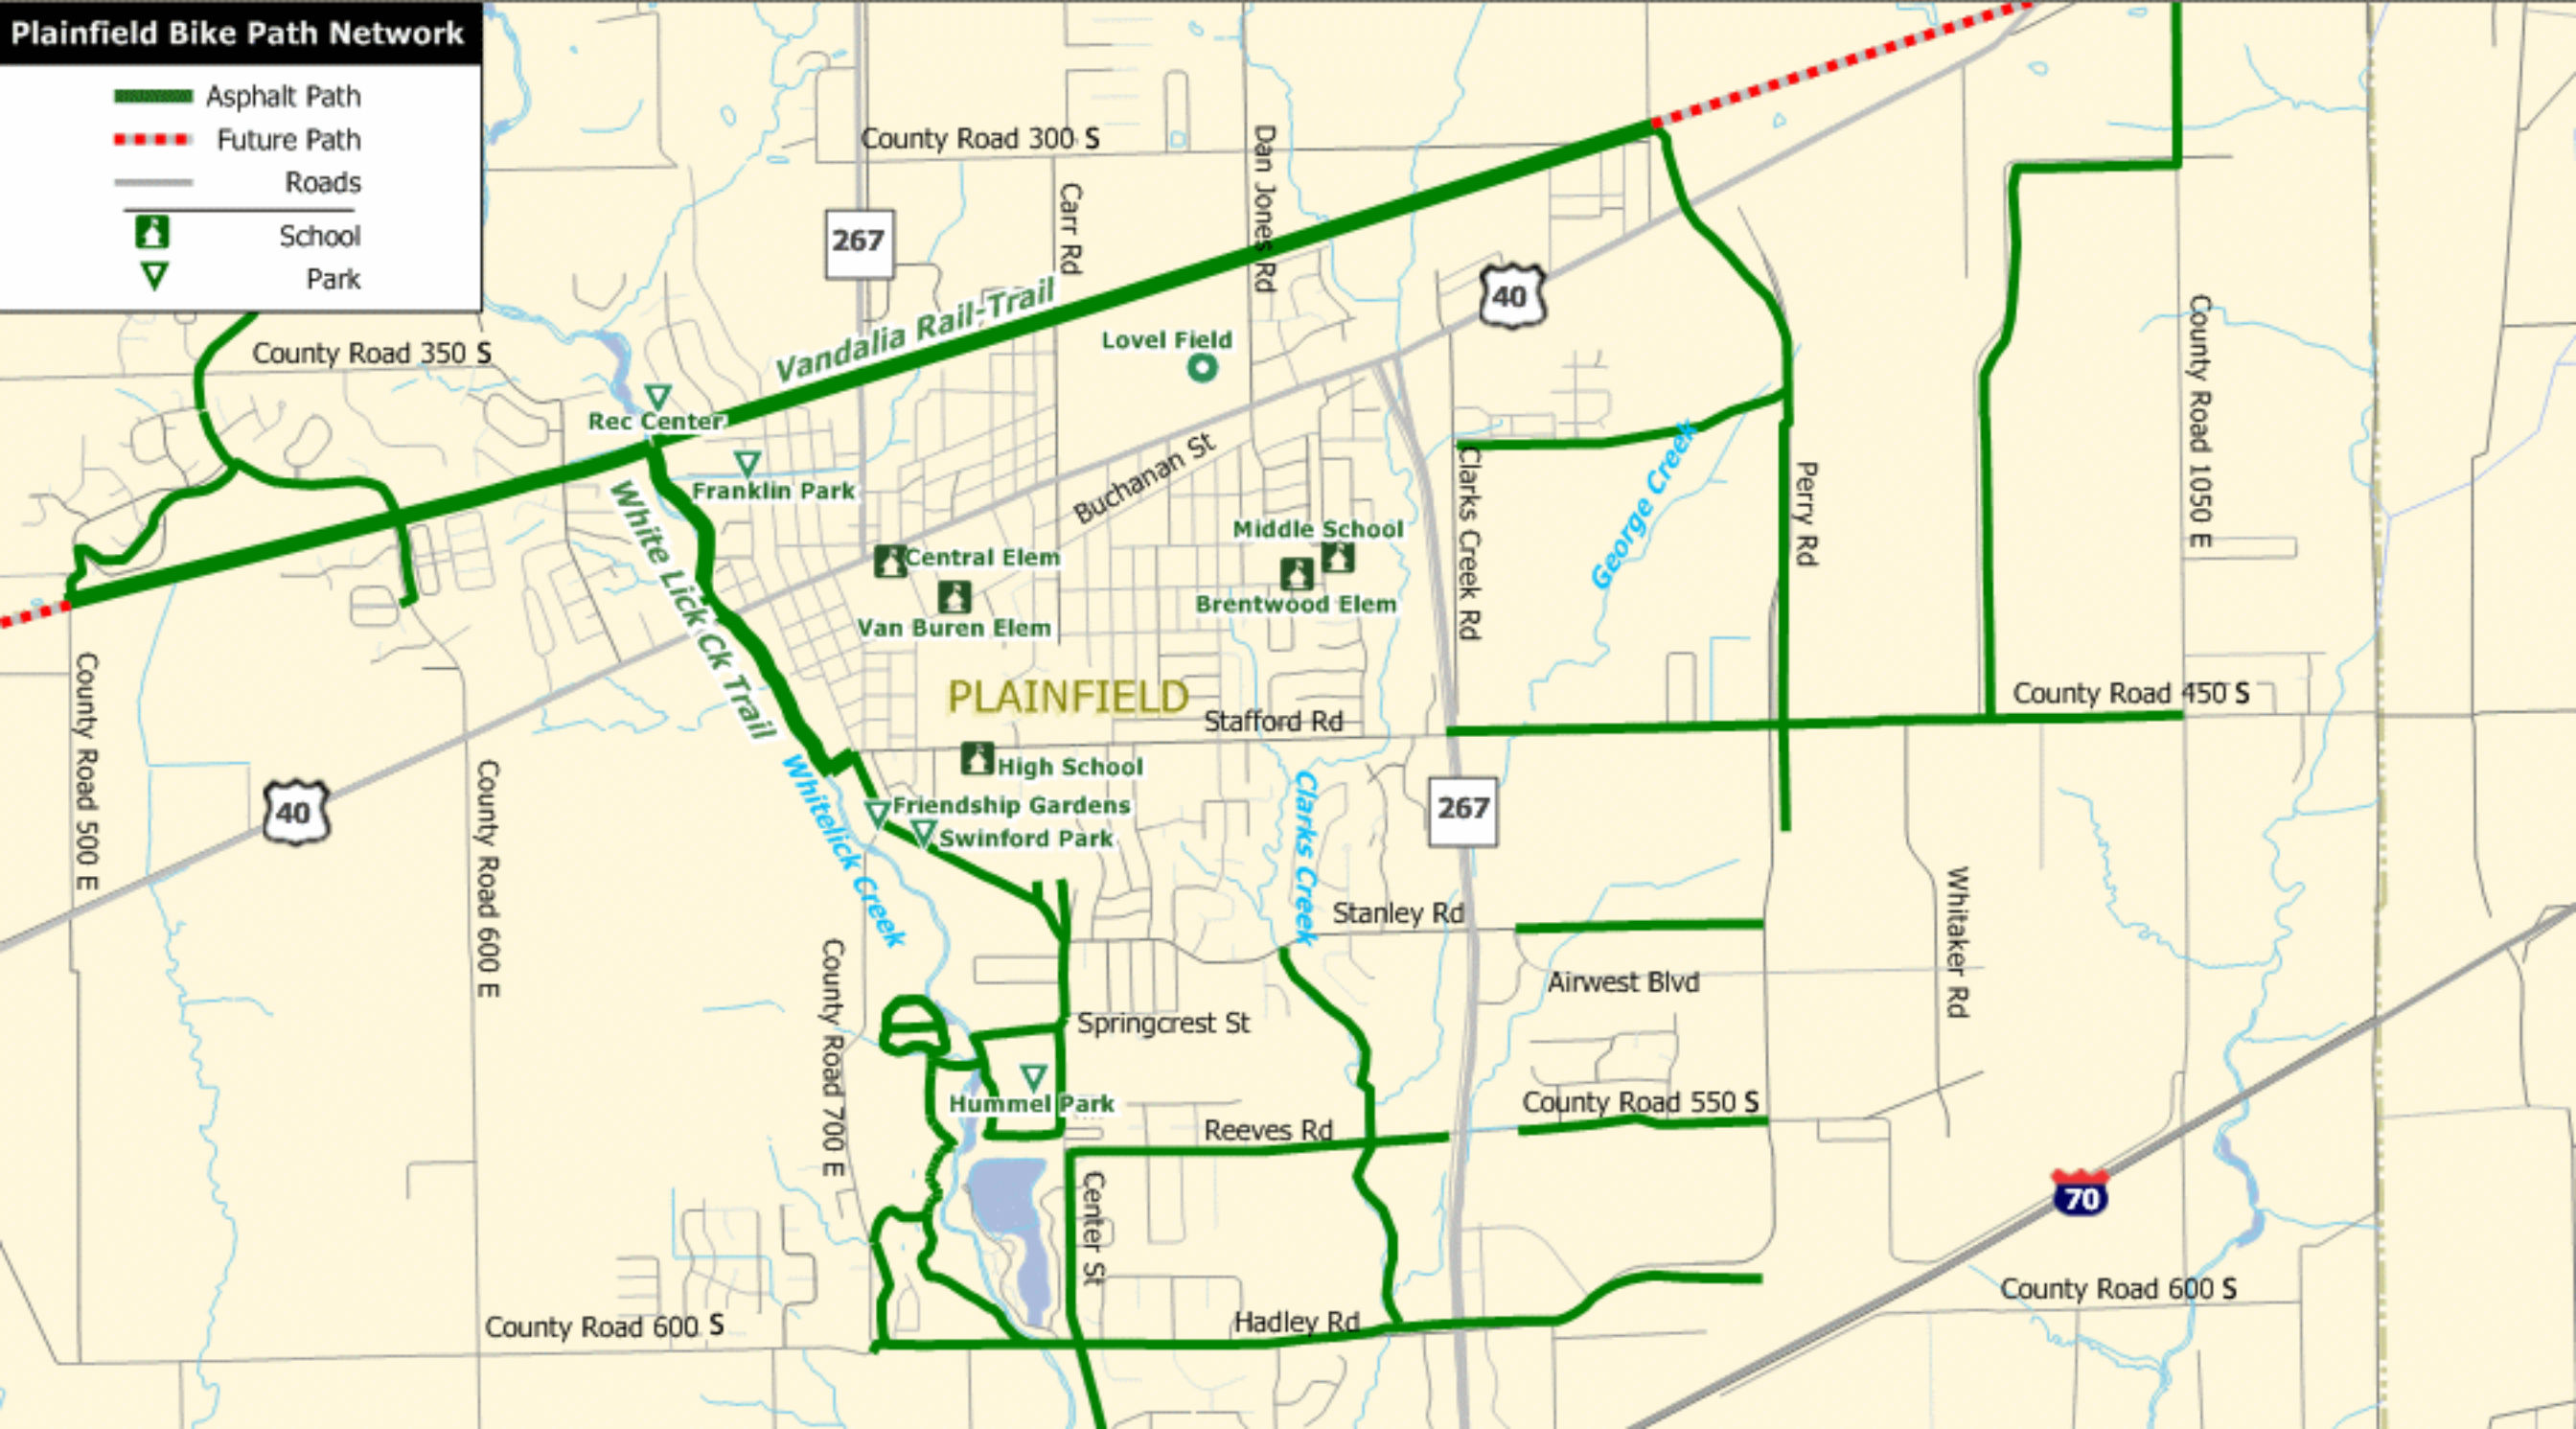 Plainfield Bike Path Network
Asphalt Path
Future Path
Roads
School
Park
County Road 300 S
Dan Jones Rd
Carr Rd
267
40
Vandalia Rail-Trail
Lovel Field
County Road 350 S
Rec Center
Franklin Park
White Lick Ck Trail
Buchanan St
Central Elem
Van Buren Elem
Middle School
Brentwood Elem
Clarks Creek Rd
George Creek
Perry Rd
County Road 1050 E
PLAINFIELD
Stafford Rd
County Road 450 S
County Road 500 E
40
County Road 600 E
High School
Friendship Gardens
Swinford Park
Whitelick Creek
Clarks Creek
267
Stanley Rd
Airwest Blvd
Whitaker Rd
County Road 700 E
Springcrest St
Hummel Park
Reeves Rd
County Road 550 S
Center St
70
County Road 600 S
Hadley Rd
County Road 600 S